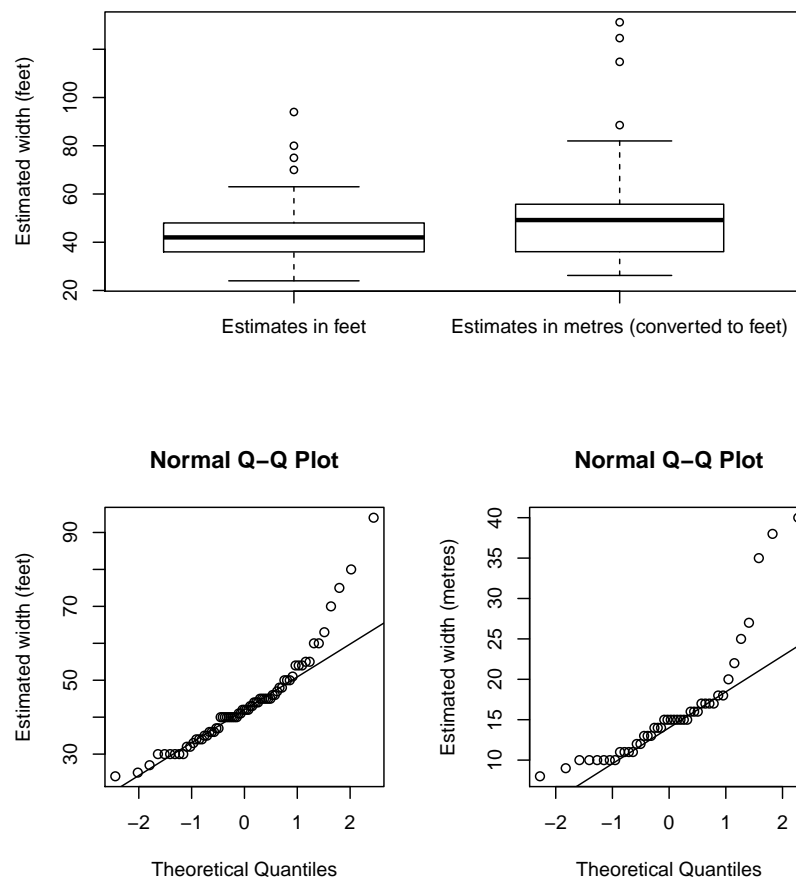 Estimated width (feet)
20 40 60 80 100
Estimates in feet Estimates in metres (converted to feet)
Normal Q−Q Plot
Estimated width (feet)
30 50 70 90
−2 −1 0 1 2
Theoretical Quantiles
Normal Q−Q Plot
Estimated width (metres)
10 15 20 25 30 35 40
−2 −1 0 1 2
Theoretical Quantiles